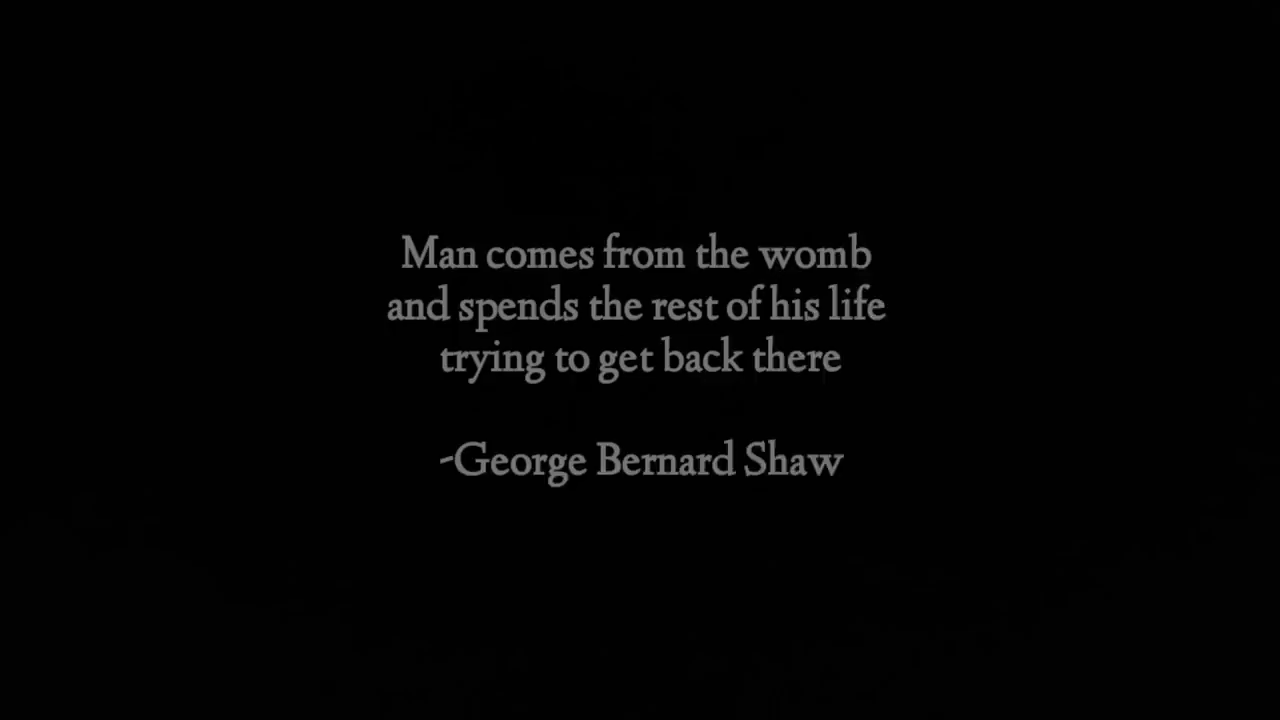 Man comes from the womb
and spends the rest of his life
trying to get back there
-George Bernard Shaw